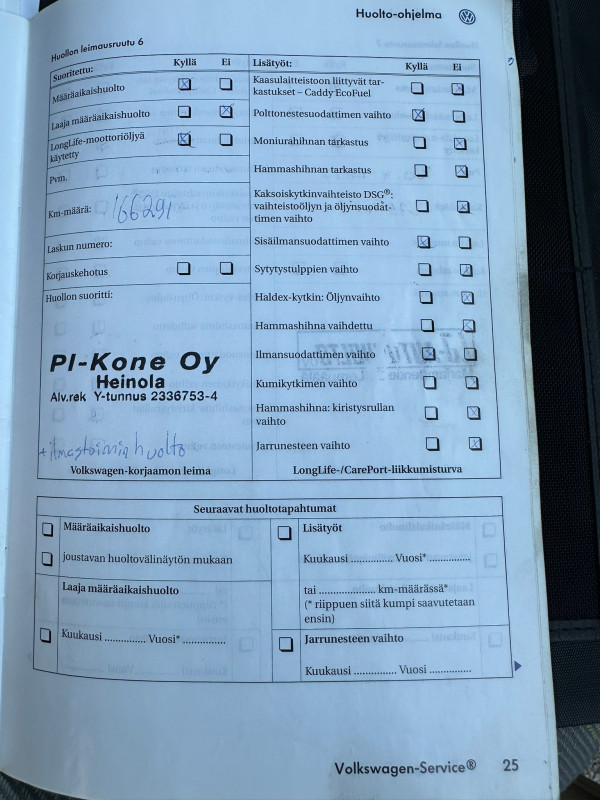 Huolto-ohjelma
Huollon leimausruutu 6
Suoritettu: Kyllä Ei
Määräaikaishuolto
Laaja määräaikaishuolto
LongLife-moottoriöljyä
käytetty
Pvm.
Km-määrä: 166291
Laskun numero:
Korjauskehotus
Huollon suoritti:
PI-Kone Oy
Heinola
Alv.rek Y-tunnus 2336753-4
+ilmastoinnin huolto
Volkswagen-korjaamon leima
Lisätyöt: Kyllä Ei
Kaasulaitteistoon liittyvät tar-
kastukset – Caddy EcoFuel
Polttonestesuodattimen vaihto
Moniurahihnan tarkastus
Hammashihnan tarkastus
Kaksoiskytkinvaihteisto DSG®:
vaihteistoöljyn ja öljynsuodat-
timen vaihto
Sisäilmansuodattimen vaihto
Sytytystulppien vaihto
Haldex-kytkin: Öljynvaihto
Hammashihna vaihdettu
Ilmansuodattimen vaihto
Kumikytkimen vaihto
Hammashihna: kiristysrullan
vaihto
Jarrunesteen vaihto
LongLife-/CarePort-liikkumisturva
Seuraavat huoltotapahtumat
Määräaikaishuolto
joustavan huoltovälinäytön mukaan
Laaja määräaikaishuolto
Kuukausi .............. Vuosi* ..............
Lisätyöt
Kuukausi .............. Vuosi* ..............
tai .................... km-määrässä*
(* riippuen siitä kumpi saavutetaan
ensin)
Jarrunesteen vaihto
Kuukausi .............. Vuosi ..............
Volkswagen-Service® 25